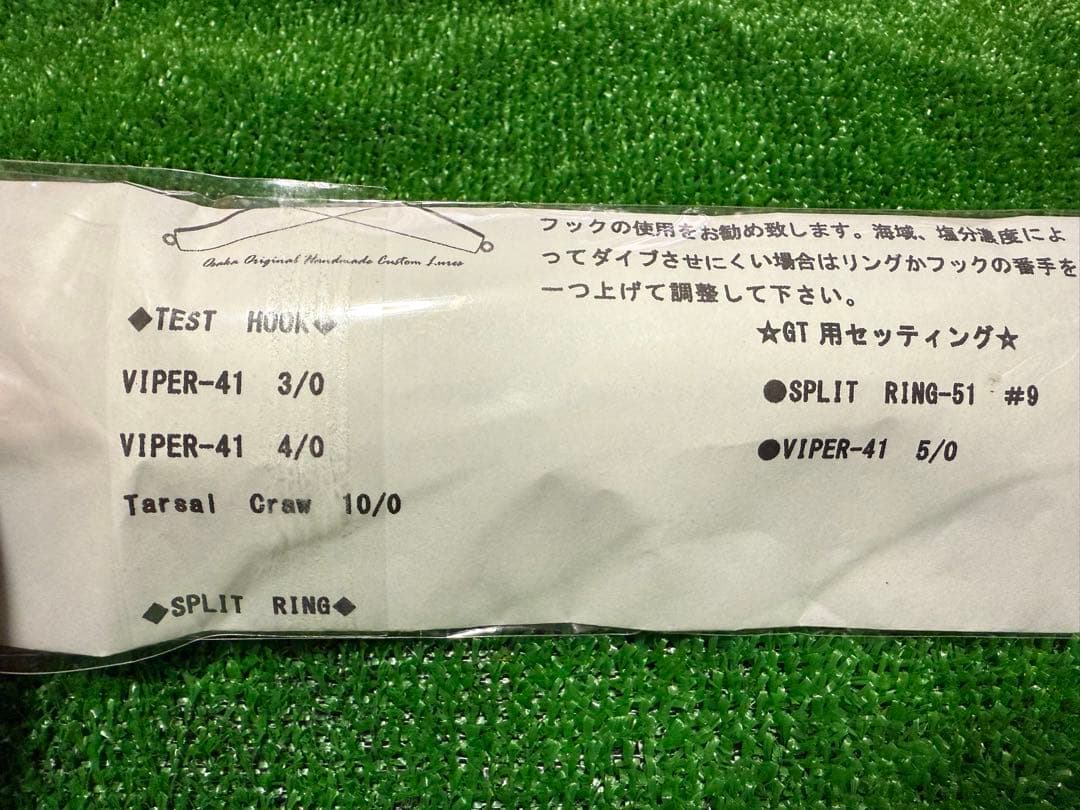 Osaka Original Handmade Custom Lures
◆TEST HOOK◆
VIPER-41 3/0
VIPER-41 4/0
Tarsal Craw 10/0
◆SPLIT RING◆
フックの使用をお勧め致します。海域、塩分濃度によ
ってダイブさせにくい場合はリングかフックの番手を
一つ上げて調整して下さい。
☆GT用セッティング☆
●SPLIT RING-51 #9
●VIPER-41 5/0